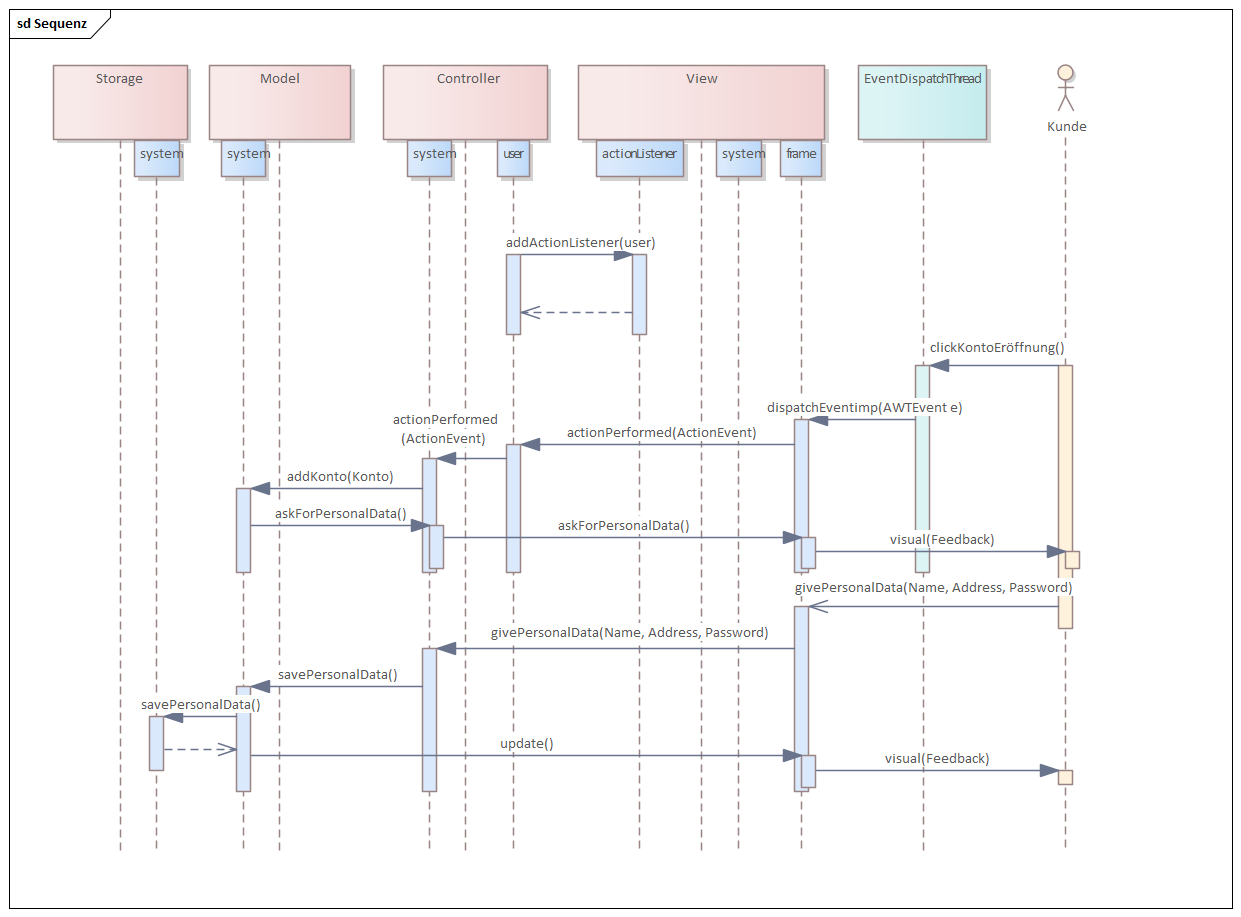 sd Sequenz
Storage
Model
Controller
View
EventDispatchThread
Kunde
system
system
system
user
actionListener
system
frame
addActionListener(user)
clickKontoEröffnung()
dispatchEventimp(AWTEvent e)
actionPerformed
(ActionEvent)
actionPerformed(ActionEvent)
addKonto(Konto)
askForPersonalData()
askForPersonalData()
visual(Feedback)
givePersonalData(Name, Address, Password)
givePersonalData(Name, Address, Password)
savePersonalData()
savePersonalData()
update()
visual(Feedback)